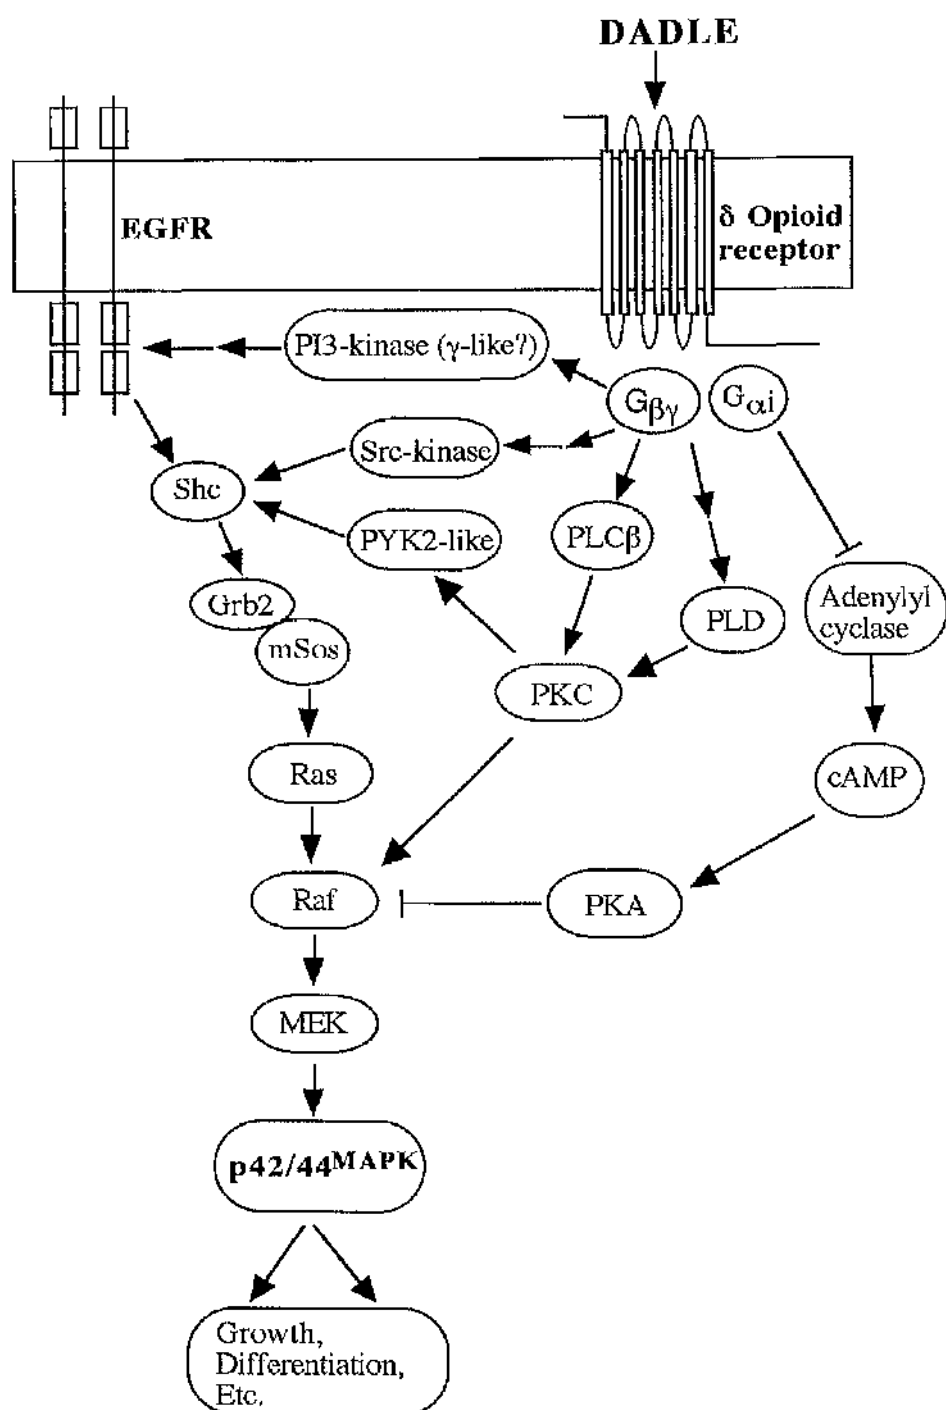 DADLE
EGFR
δ Opioid
receptor
PI3-kinase (γ-like?)
Gβγ
Gαi
Src-kinase
Shc
PYK2-like
PLCβ
Adenylyl
cyclase
Grb2
PLD
mSos
PKC
Ras
cAMP
Raf
PKA
MEK
p42/44MAPK
Growth,
Differentiation,
Etc.